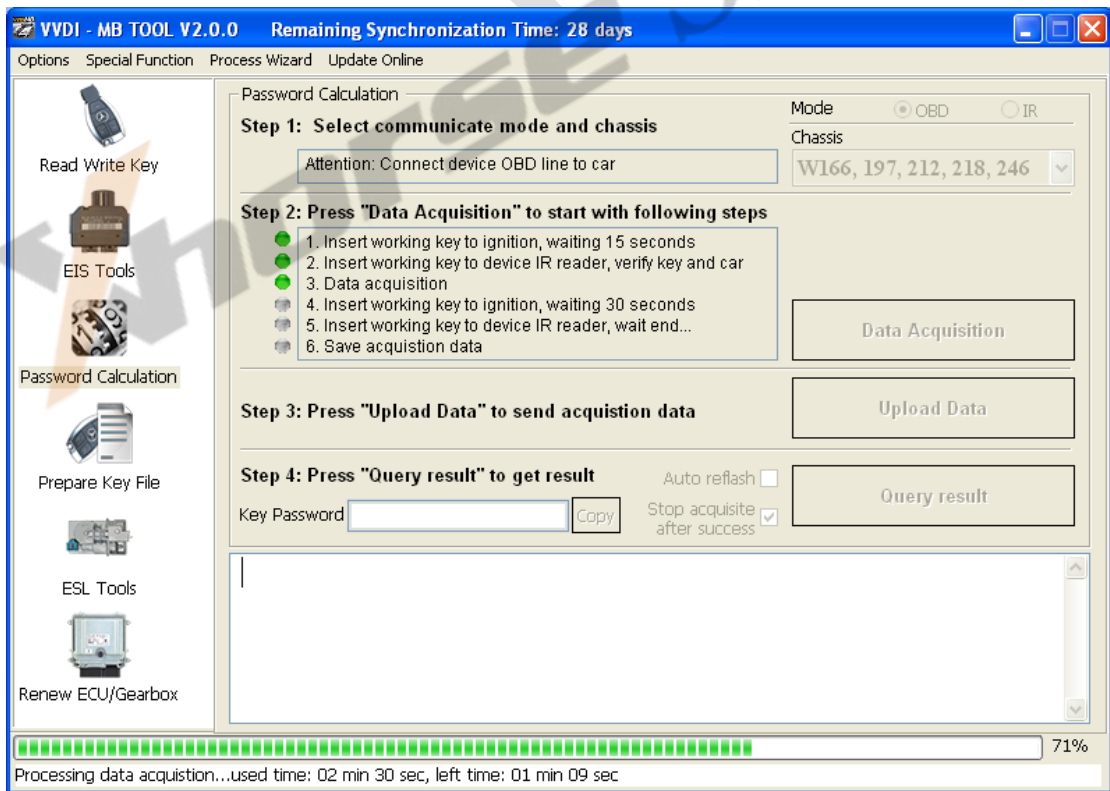 VVDI - MB TOOL V2.0.0 Remaining Synchronization Time: 28 days
Options Special Function Process Wizard Update Online
Read Write Key
EIS Tools
Password Calculation
Prepare Key File
ESL Tools
Renew ECU/Gearbox
Password Calculation
Step 1: Select communicate mode and chassis
Attention: Connect device OBD line to car
Mode OBD IR
Chassis
W166, 197, 212, 218, 246
Step 2: Press "Data Acquisition" to start with following steps
1. Insert working key to ignition, waiting 15 seconds
2. Insert working key to device IR reader, verify key and car
3. Data acquisition
4. Insert working key to ignition, waiting 30 seconds
5. Insert working key to device IR reader, wait end...
6. Save acquistion data
Data Acquisition
Step 3: Press "Upload Data" to send acquistion data
Upload Data
Step 4: Press "Query result" to get result
Key Password
Copy
Auto reflash
Stop acquisite
after success
Query result
71%
Processing data acquistion...used time: 02 min 30 sec, left time: 01 min 09 sec